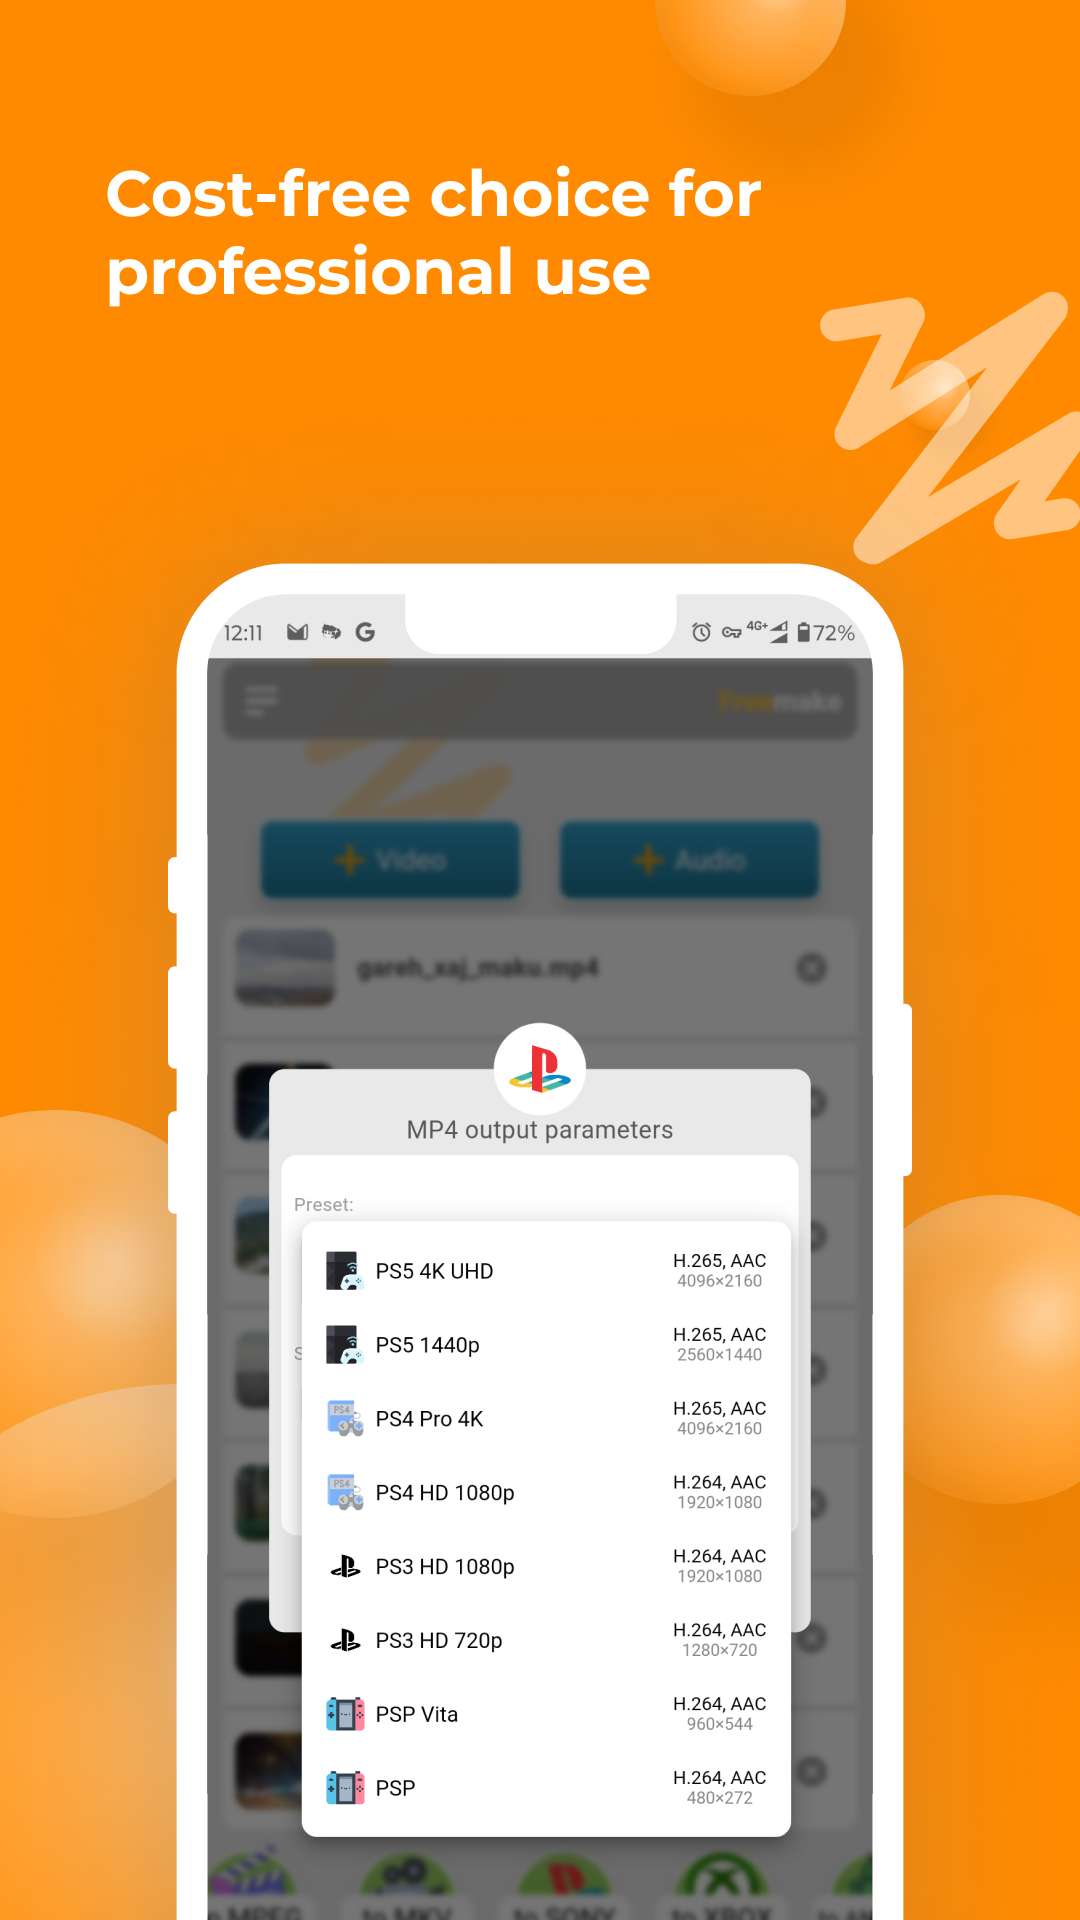 Cost-free choice for
professional use
12:11
4G+
72%
Freemake
+ Video
+ Audio
gareh_xaj_maku.mp4
MP4 output parameters
Preset:
S
PS5 4K UHD
H.265, AAC
4096×2160
PS5 1440p
H.265, AAC
2560×1440
PS4
PS4 Pro 4K
H.265, AAC
4096×2160
PS4
PS4 HD 1080p
H.264, AAC
1920×1080
PS3 HD 1080p
H.264, AAC
1920×1080
PS3 HD 720p
H.264, AAC
1280×720
PSP Vita
H.264, AAC
960×544
PSP
H.264, AAC
480×272
to MPEG
to MKV
to SONY
to XBOX